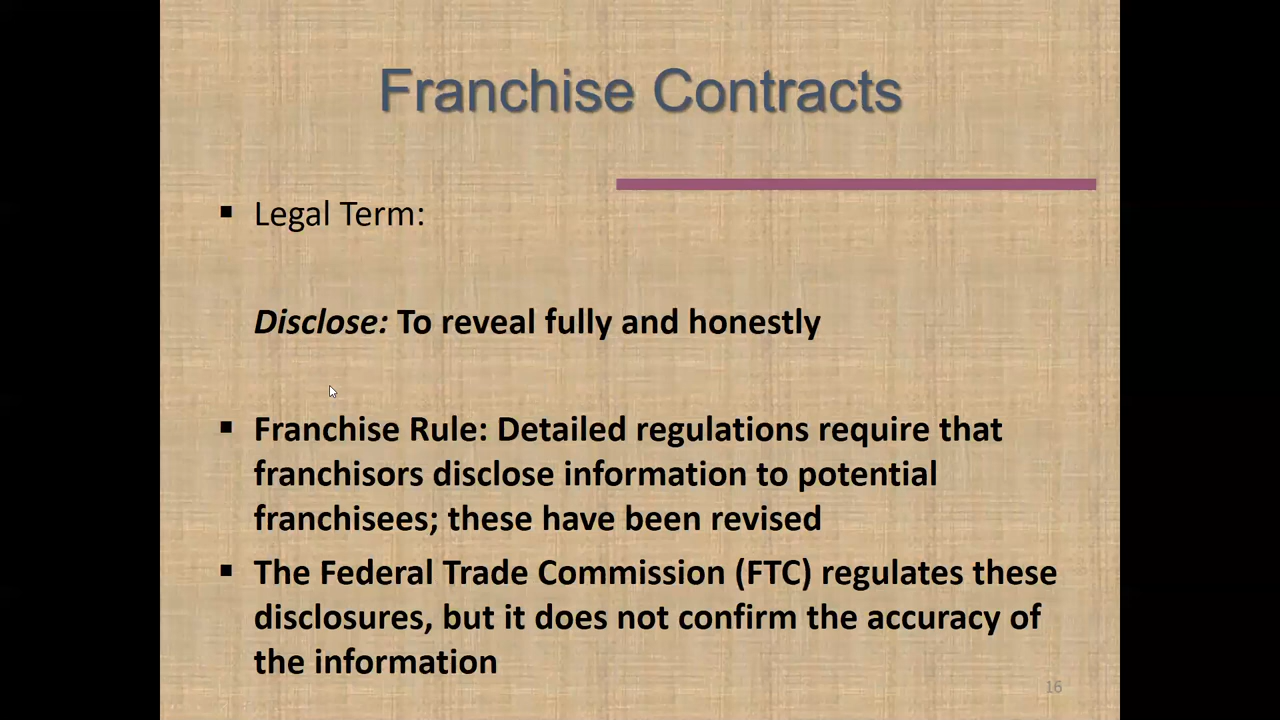 Franchise Contracts
▪ Legal Term:
Disclose: To reveal fully and honestly
▪ Franchise Rule: Detailed regulations require that
franchisors disclose information to potential
franchisees; these have been revised
▪ The Federal Trade Commission (FTC) regulates these
disclosures, but it does not confirm the accuracy of
the information
16